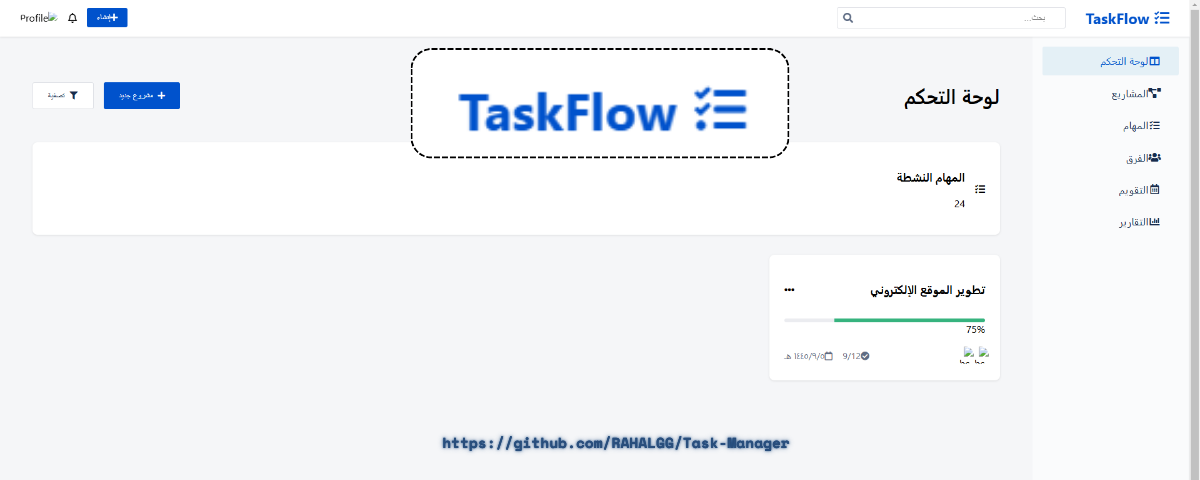 TaskFlow
بحث...
إنشاء
Profile
لوحة التحكم
المشاريع
المهام
الفرق
التقويم
التقارير
TaskFlow
لوحة التحكم
مشروع جديد
تصفية
المهام النشطة
24
تطوير الموقع الإلكتروني
75%
9/12
١٤٤٥/٩/٥ هـ
https://github.com/RAHALGG/Task-Manager